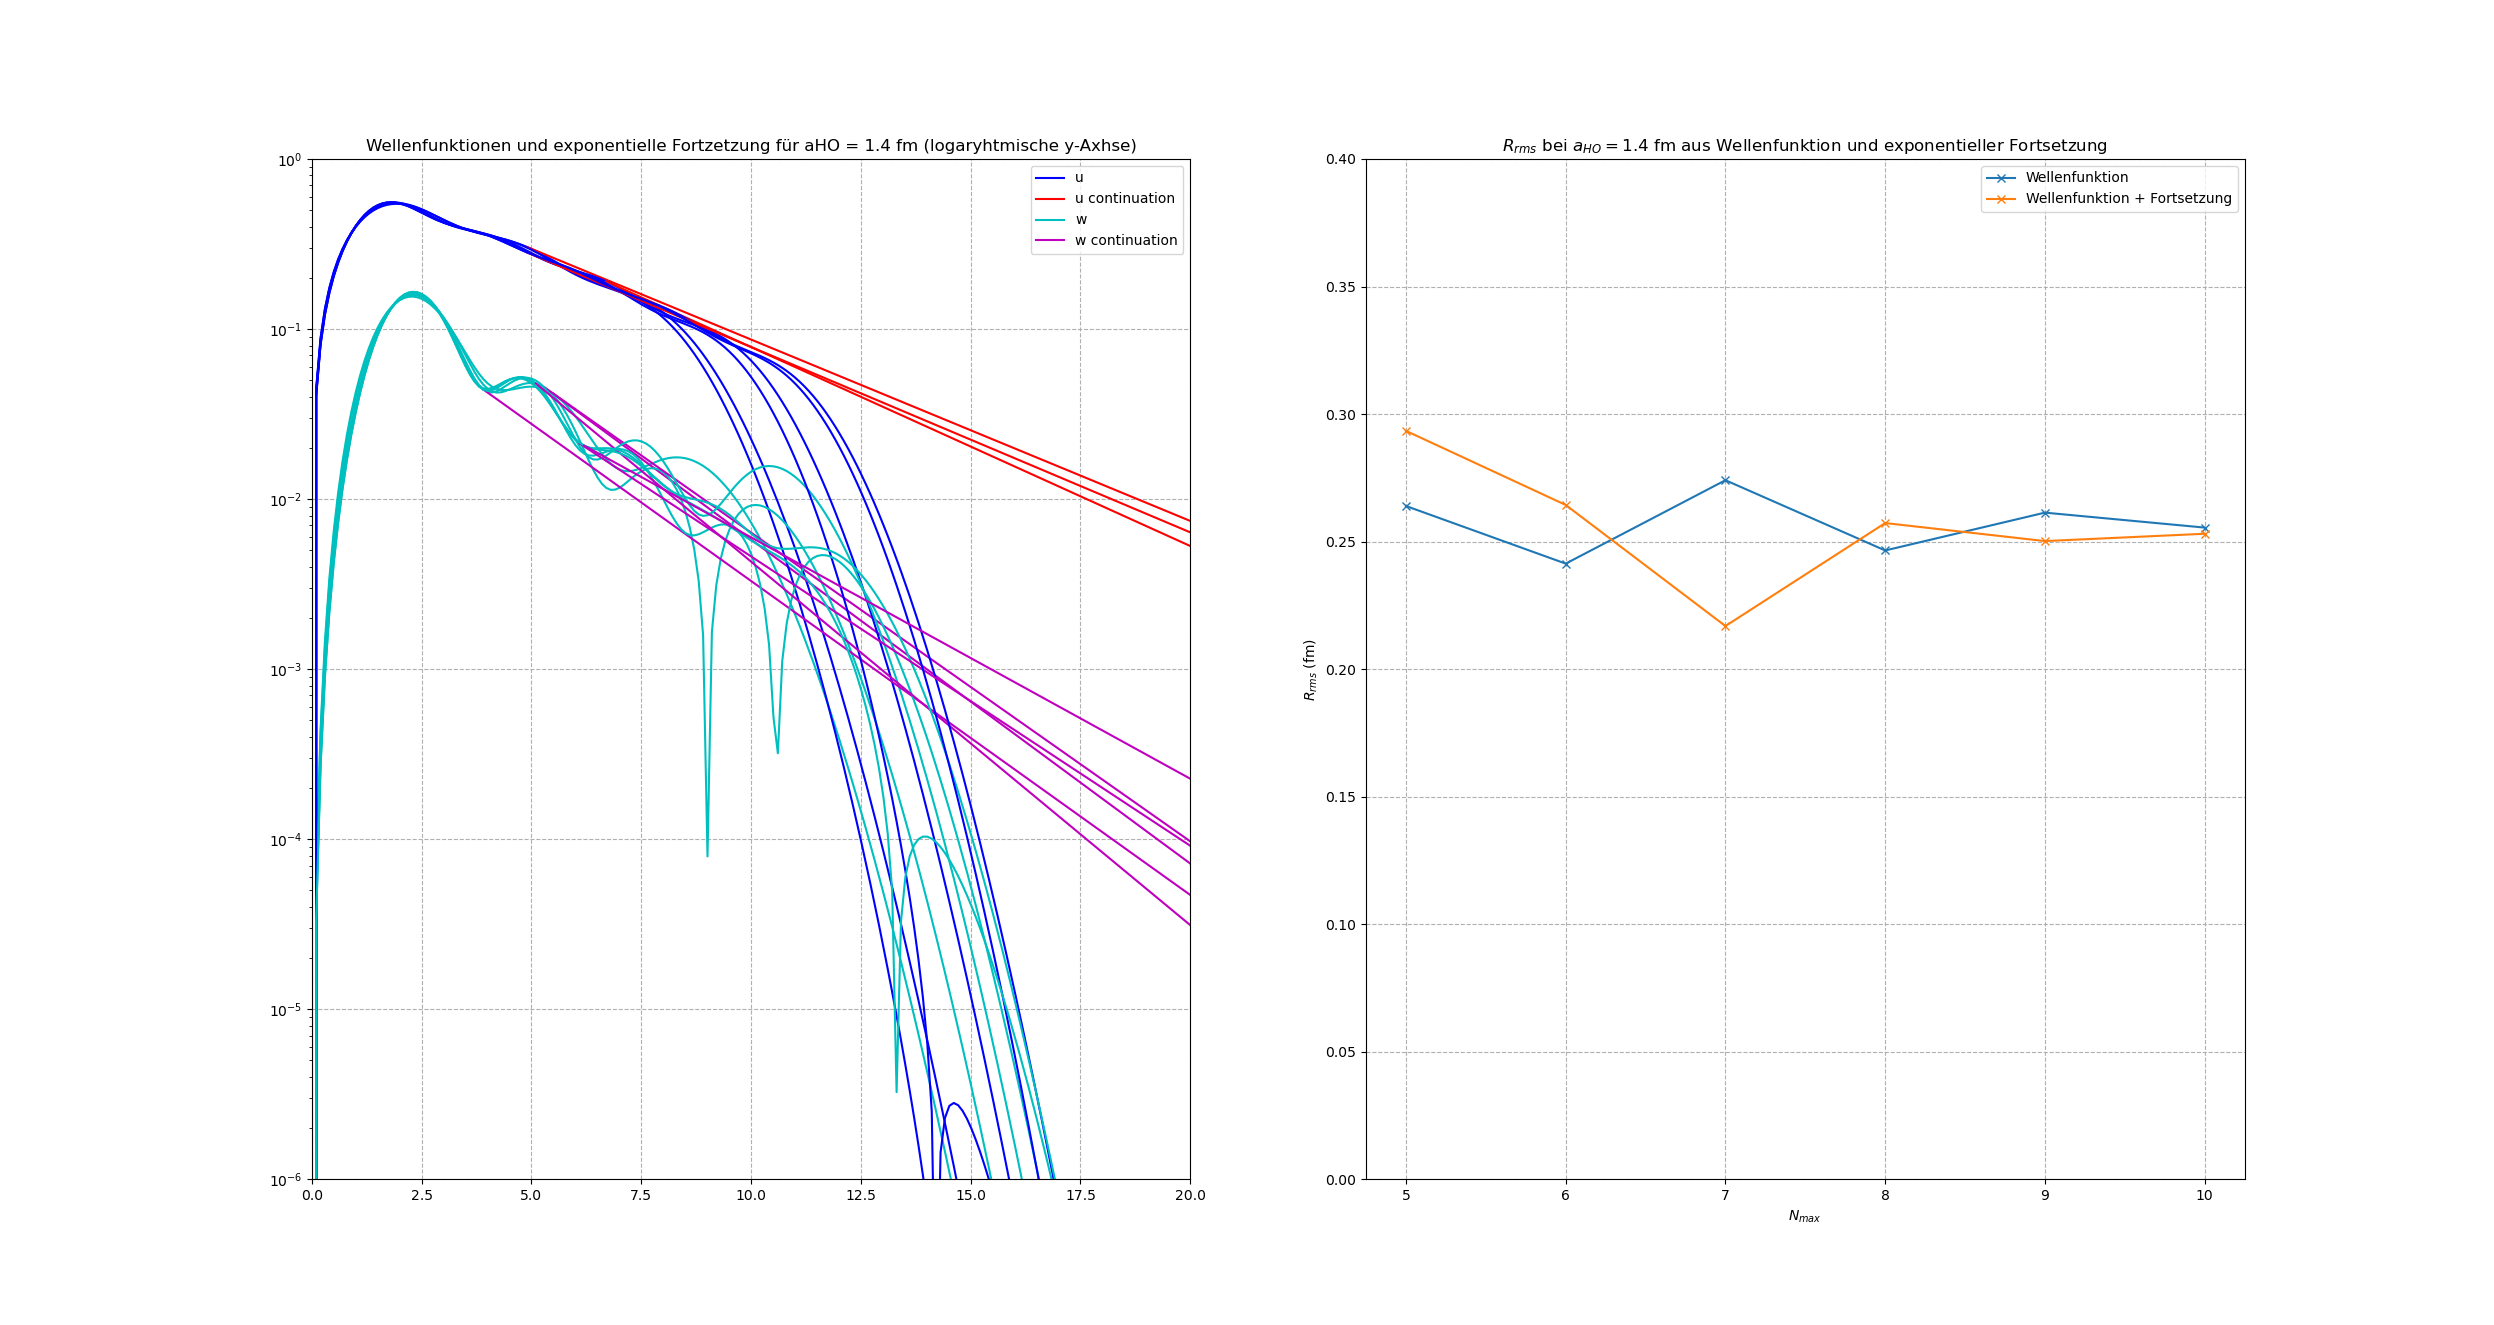 Wellenfunktionen und exponentielle Fortzetzung für aHO = 1.4 fm (logaryhtmische y-Axhse)
10⁰
10⁻¹
10⁻²
10⁻³
10⁻⁴
10⁻⁵
10⁻⁶
0.0 2.5 5.0 7.5 10.0 12.5 15.0 17.5 20.0
u
u continuation
w
w continuation
R_rms bei a_HO = 1.4 fm aus Wellenfunktion und exponentieller Fortsetzung
Wellenfunktion
Wellenfunktion + Fortsetzung
R_rms (fm)
0.40
0.35
0.30
0.25
0.20
0.15
0.10
0.05
0.00
5 6 7 8 9 10
N_max